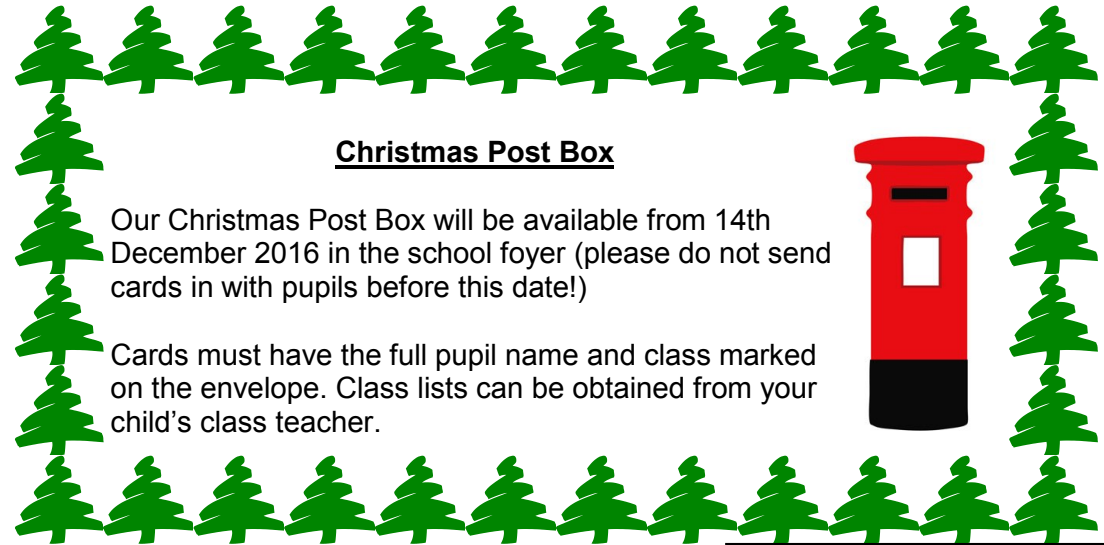 Christmas Post Box
Our Christmas Post Box will be available from 14th
December 2016 in the school foyer (please do not send
cards in with pupils before this date!)
Cards must have the full pupil name and class marked
on the envelope. Class lists can be obtained from your
child’s class teacher.